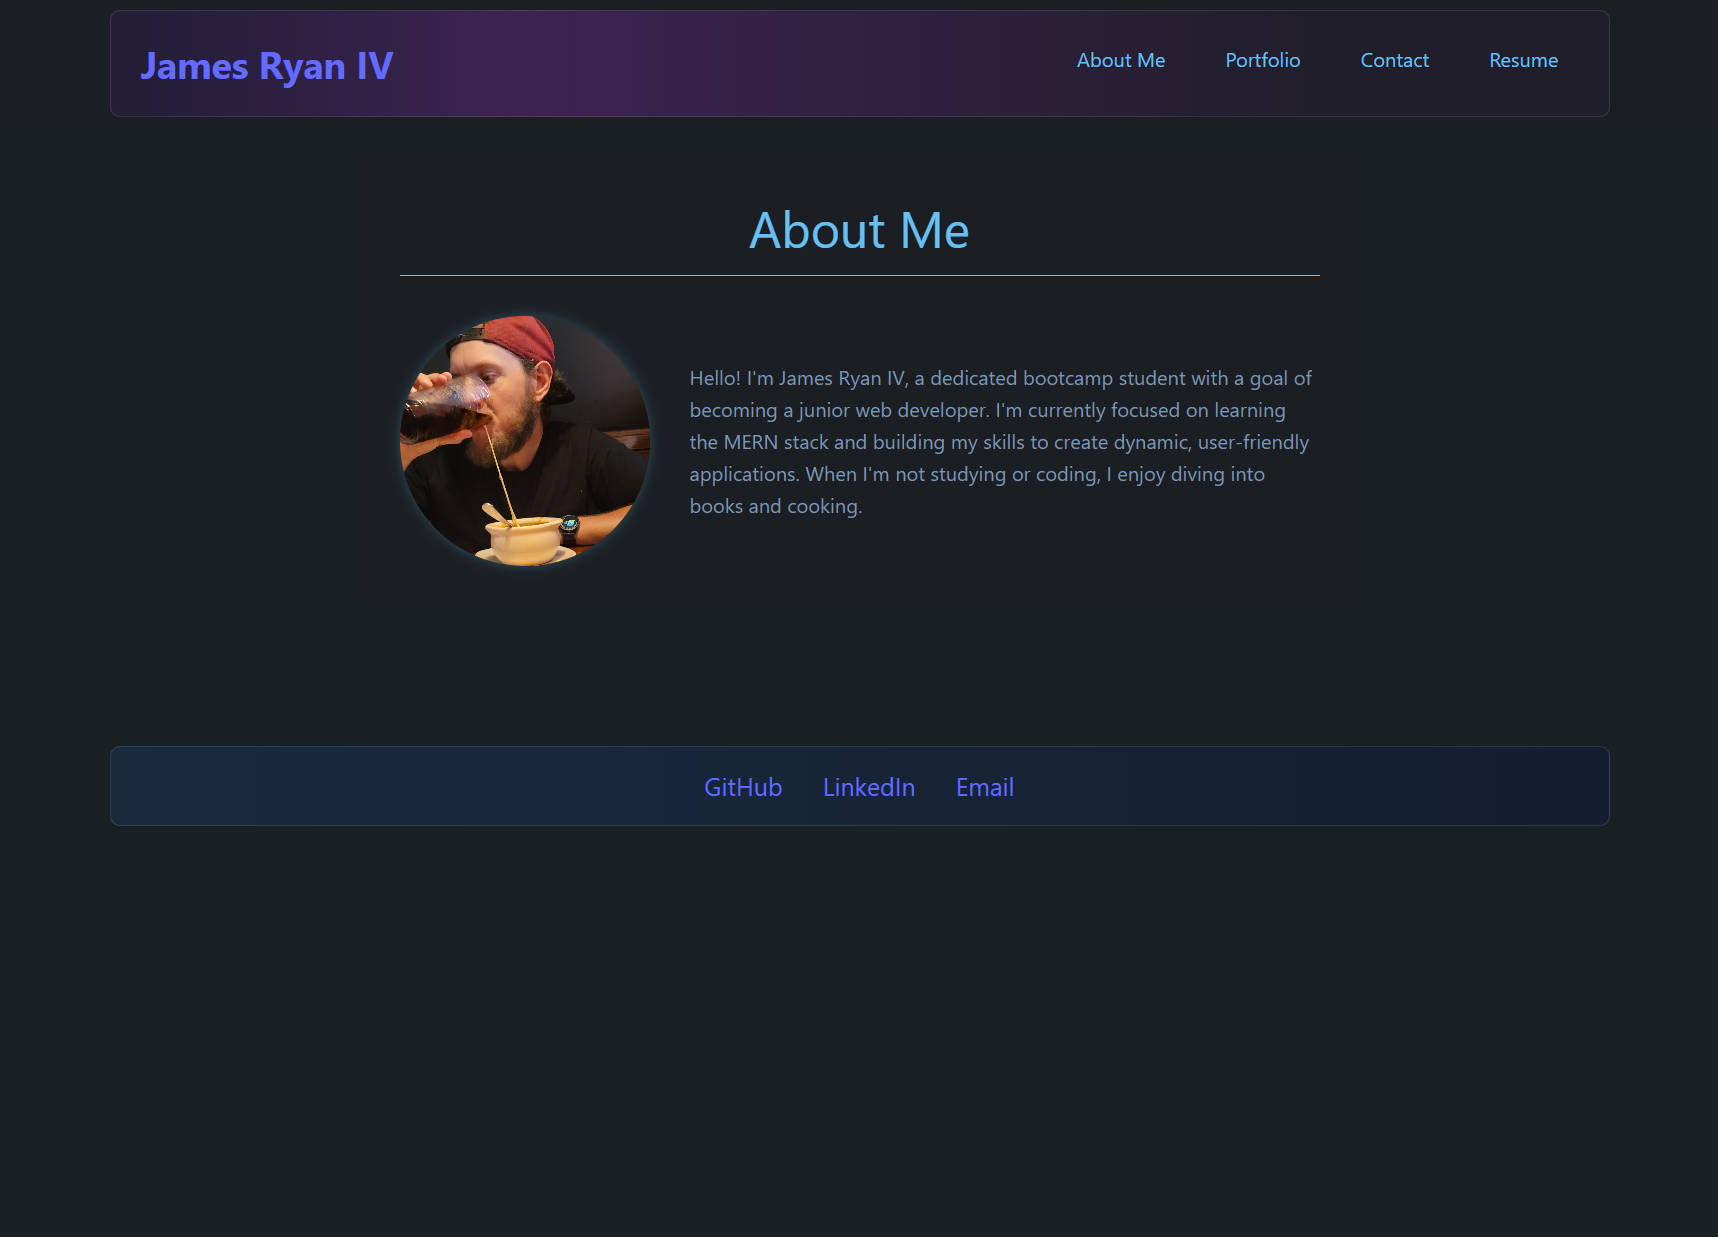 James Ryan IV
About Me Portfolio Contact Resume
About Me
Hello! I'm James Ryan IV, a dedicated bootcamp student with a goal of
becoming a junior web developer. I'm currently focused on learning
the MERN stack and building my skills to create dynamic, user-friendly
applications. When I'm not studying or coding, I enjoy diving into
books and cooking.
GitHub LinkedIn Email